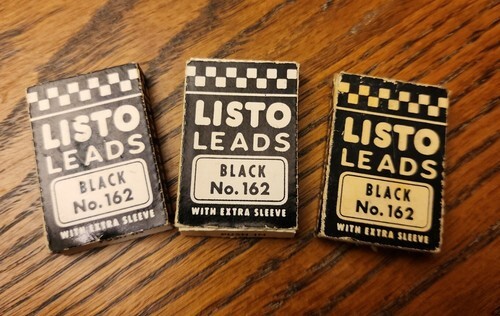 LISTO
LEADS
BLACK
No. 162
WITH EXTRA SLEEVE
LISTO
LEADS
BLACK
No. 162
WITH EXTRA SLEEVE
LISTO
LEADS
BLACK
No. 162
WITH EXTRA SLEEVE